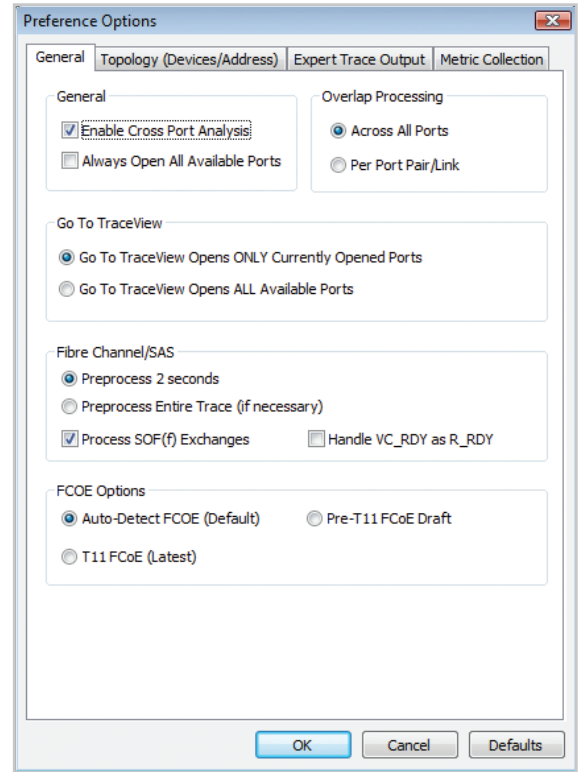 Preference Options
General Topology (Devices/Address) Expert Trace Output Metric Collection
General
Enable Cross Port Analysis
Always Open All Available Ports
Overlap Processing
Across All Ports
Per Port Pair/Link
Go To TraceView
Go To TraceView Opens ONLY Currently Opened Ports
Go To TraceView Opens ALL Available Ports
Fibre Channel/SAS
Preprocess 2 seconds
Preprocess Entire Trace (if necessary)
Process SOF(f) Exchanges Handle VC_RDY as R_RDY
FCOE Options
Auto-Detect FCOE (Default) Pre-T11 FCoE Draft
T11 FCoE (Latest)
OK Cancel Defaults